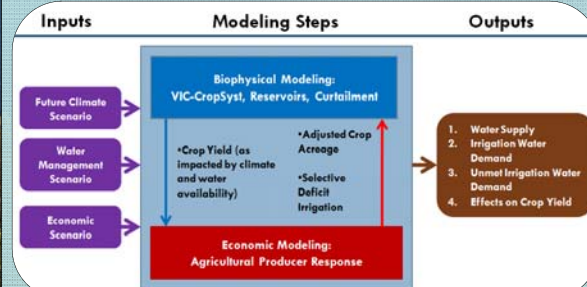 Inputs
Modeling Steps
Outputs
Future Climate
Scenario
Water
Management
Scenario
Economic
Scenario
Biophysical Modeling:
VIC-CropSyst, Reservoirs, Curtailment
•Crop Yield (as
impacted by climate
and water
availability)
•Adjusted Crop
Acreage
•Selective
Deficit
Irrigation
Economic Modeling:
Agricultural Producer Response
1. Water Supply
2. Irrigation Water
Demand
3. Unmet Irrigation Water
Demand
4. Effects on Crop Yield